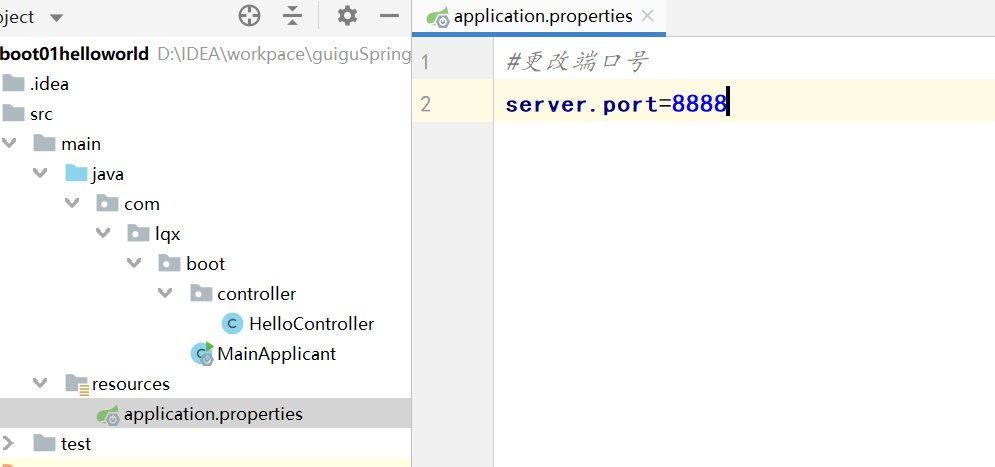 oject
boot01helloworld D:\IDEA\workpace\guiguSpring
.idea
src
main
java
com
lqx
boot
controller
HelloController
MainApplicant
resources
application.properties
test
application.properties
1 #更改端口号
2 server.port=8888